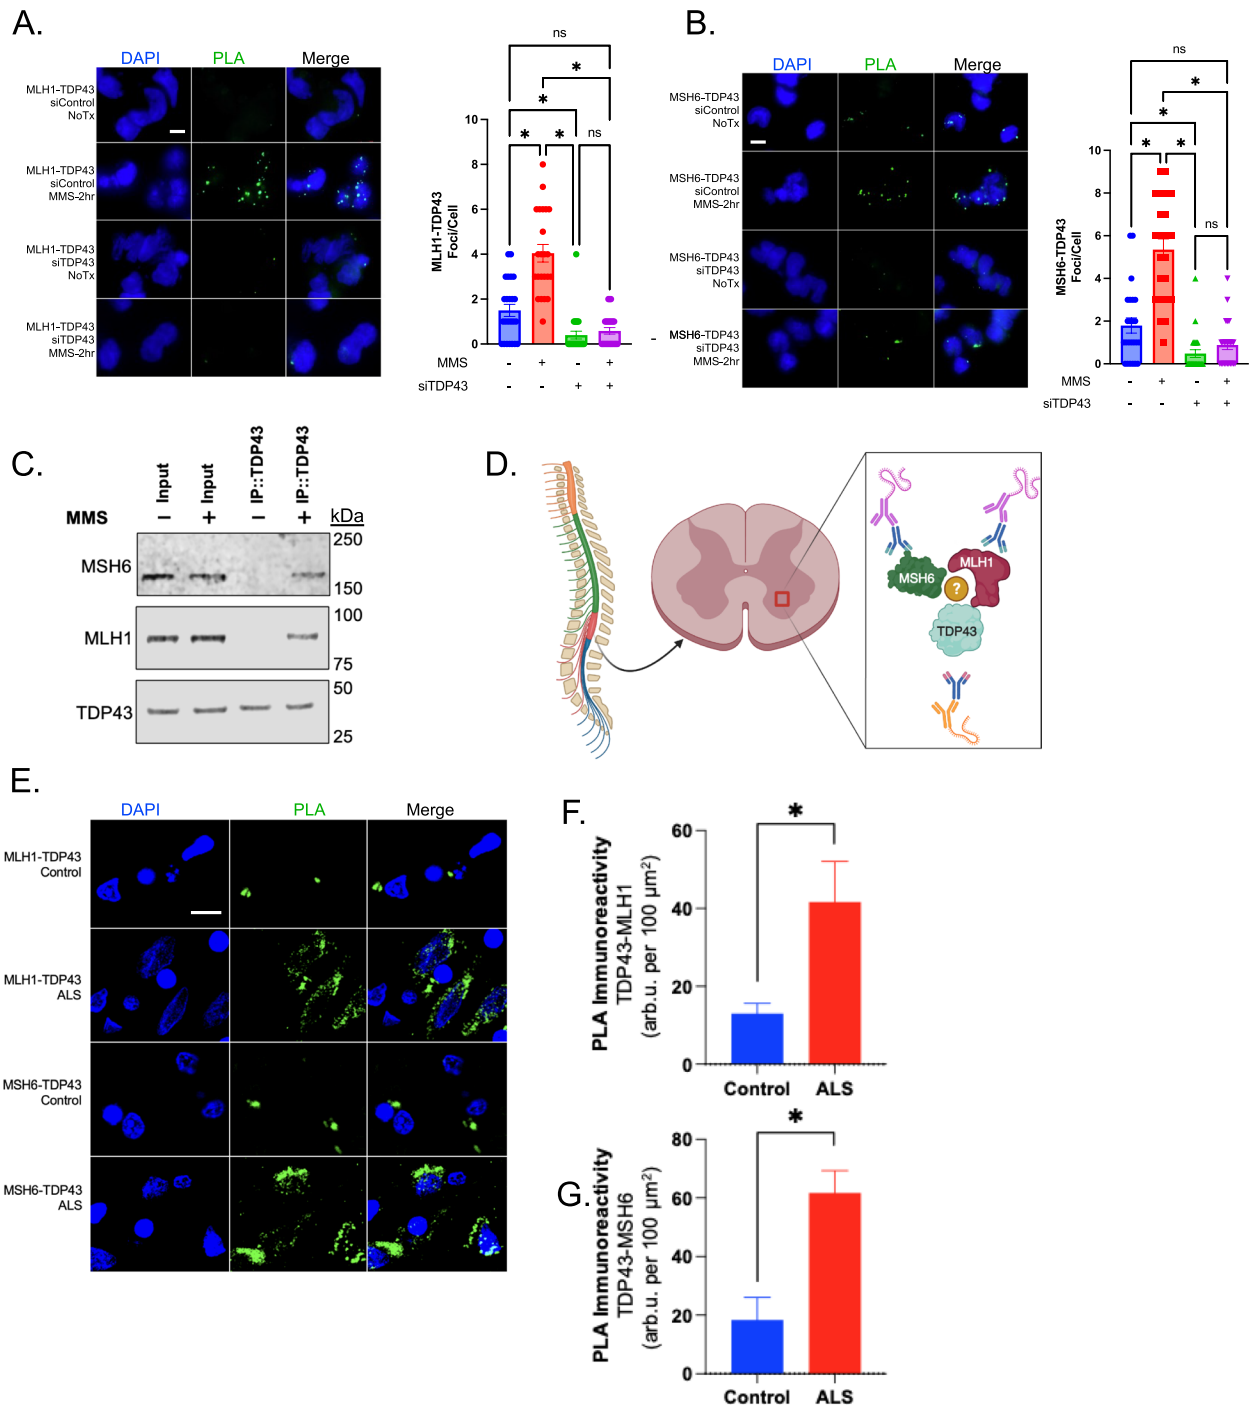 A.
DAPI PLA Merge
MLH1-TDP43
siControl
NoTx
MLH1-TDP43
siControl
MMS-2hr
MLH1-TDP43
siTDP43
NoTx
MLH1-TDP43
siTDP43
MMS-2hr
ns
*
*
* * ns
MLH1-TDP43
Foci/Cell
10
8
6
4
2
0
MMS - + - +
siTDP43 - - + +
-
B.
DAPI PLA Merge
MSH6-TDP43
siControl
NoTx
MSH6-TDP43
siControl
MMS-2hr
MSH6-TDP43
siTDP43
NoTx
MSH6-TDP43
siTDP43
MMS-2hr
ns
*
*
* *
ns
MSH6-TDP43
Foci/Cell
10
8
6
4
2
0
MMS - + - +
siTDP43 - - + +
C.
Input Input IP::TDP43 IP::TDP43
MMS - + - + kDa
MSH6
250
150
MLH1
100
75
TDP43
50
25
D.
MSH6
MLH1
?
TDP43
E.
DAPI PLA Merge
MLH1-TDP43
Control
MLH1-TDP43
ALS
MSH6-TDP43
Control
MSH6-TDP43
ALS
F.
*
PLA Immunoreactivity
TDP43-MLH1
(arb.u. per 100 µm²)
60
40
20
0
Control ALS
G.
*
PLA Immunoreactivity
TDP43-MSH6
(arb.u. per 100 µm²)
80
60
40
20
0
Control ALS